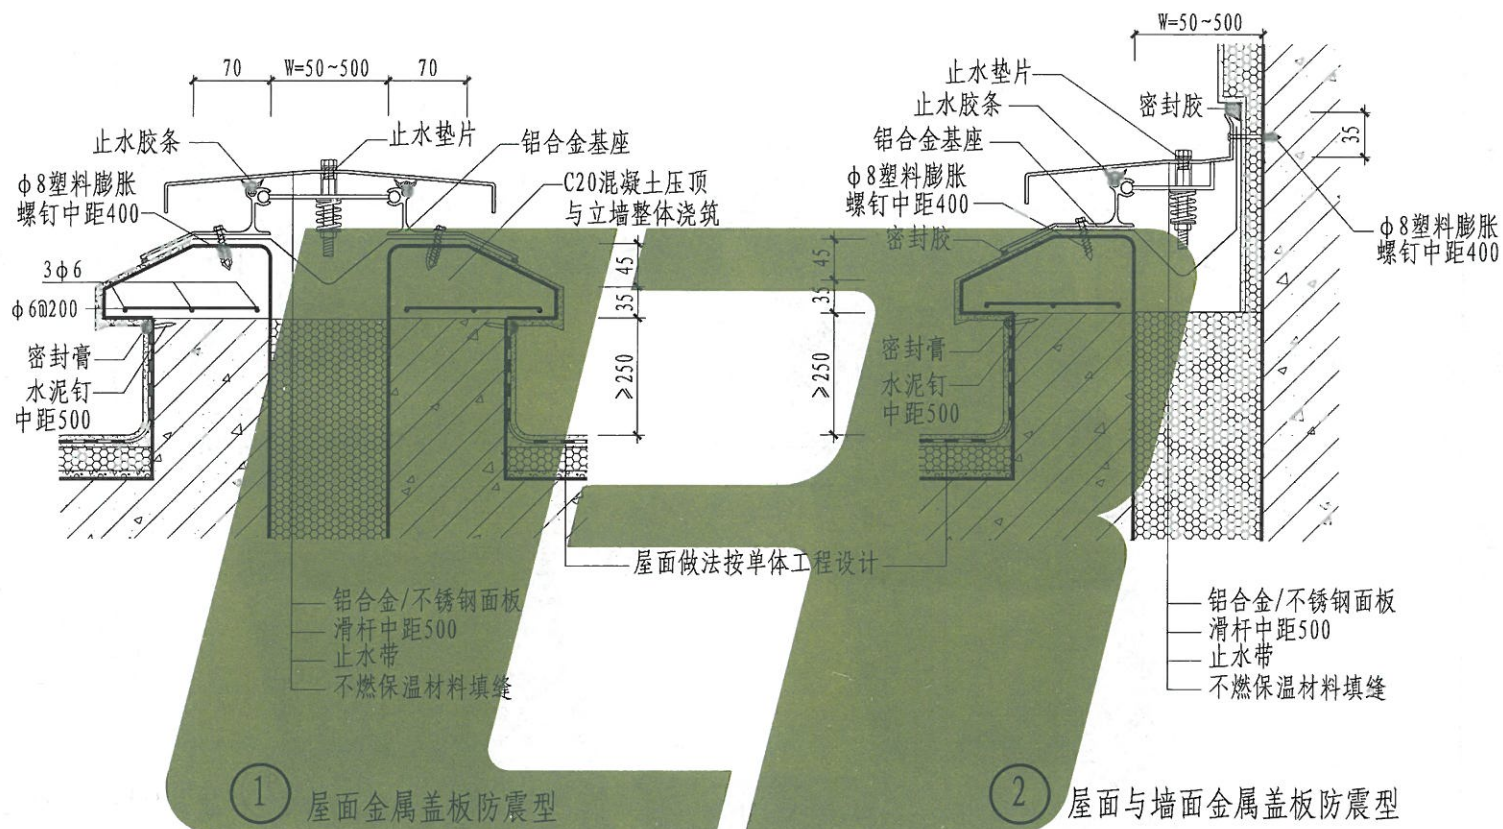 70
W=50~500
70
止水胶条
止水垫片
铝合金基座
φ8塑料膨胀
螺钉中距400
C20混凝土压顶
与立墙整体浇筑
3φ6
φ6@200
密封膏
水泥钉
中距500
45
35
≥250
屋面做法按单体工程设计
铝合金/不锈钢面板
滑杆中距500
止水带
不燃保温材料填缝
1
屋面金属盖板防震型
W=50~500
止水垫片
止水胶条
铝合金基座
密封胶
35
φ8塑料膨胀
螺钉中距400
密封胶
φ8塑料膨胀
螺钉中距400
45
35
≥250
密封膏
水泥钉
中距500
铝合金/不锈钢面板
滑杆中距500
止水带
不燃保温材料填缝
2
屋面与墙面金属盖板防震型